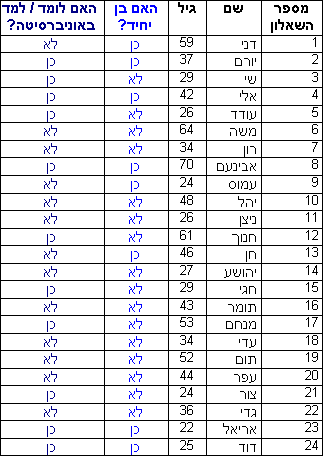 מספר השאלון שם גיל האם בן יחיד? האם לומד / למד באוניברסיטה?
1 דני 59 כן לא
2 יורם 37 כן כן
3 שי 29 כן לא
4 אלי 42 כן כן
5 עודד 26 לא כן
6 משה 64 לא לא
7 רון 34 לא לא
8 אבינעם 70 כן כן
9 עמוס 24 כן כן
10 יהל 48 לא לא
11 ניצן 26 לא לא
12 חנוך 61 לא כן
13 חן 46 כן לא
14 יהושע 27 לא לא
15 חגי 29 לא כן
16 תומר 43 לא לא
17 מנחם 53 לא כן
18 עדי 34 לא לא
19 תום 52 לא לא
20 עפר 44 לא לא
21 צור 24 לא כן
22 גדי 36 לא לא
23 אריאל 22 כן כן
24 דוד 25 כן כן